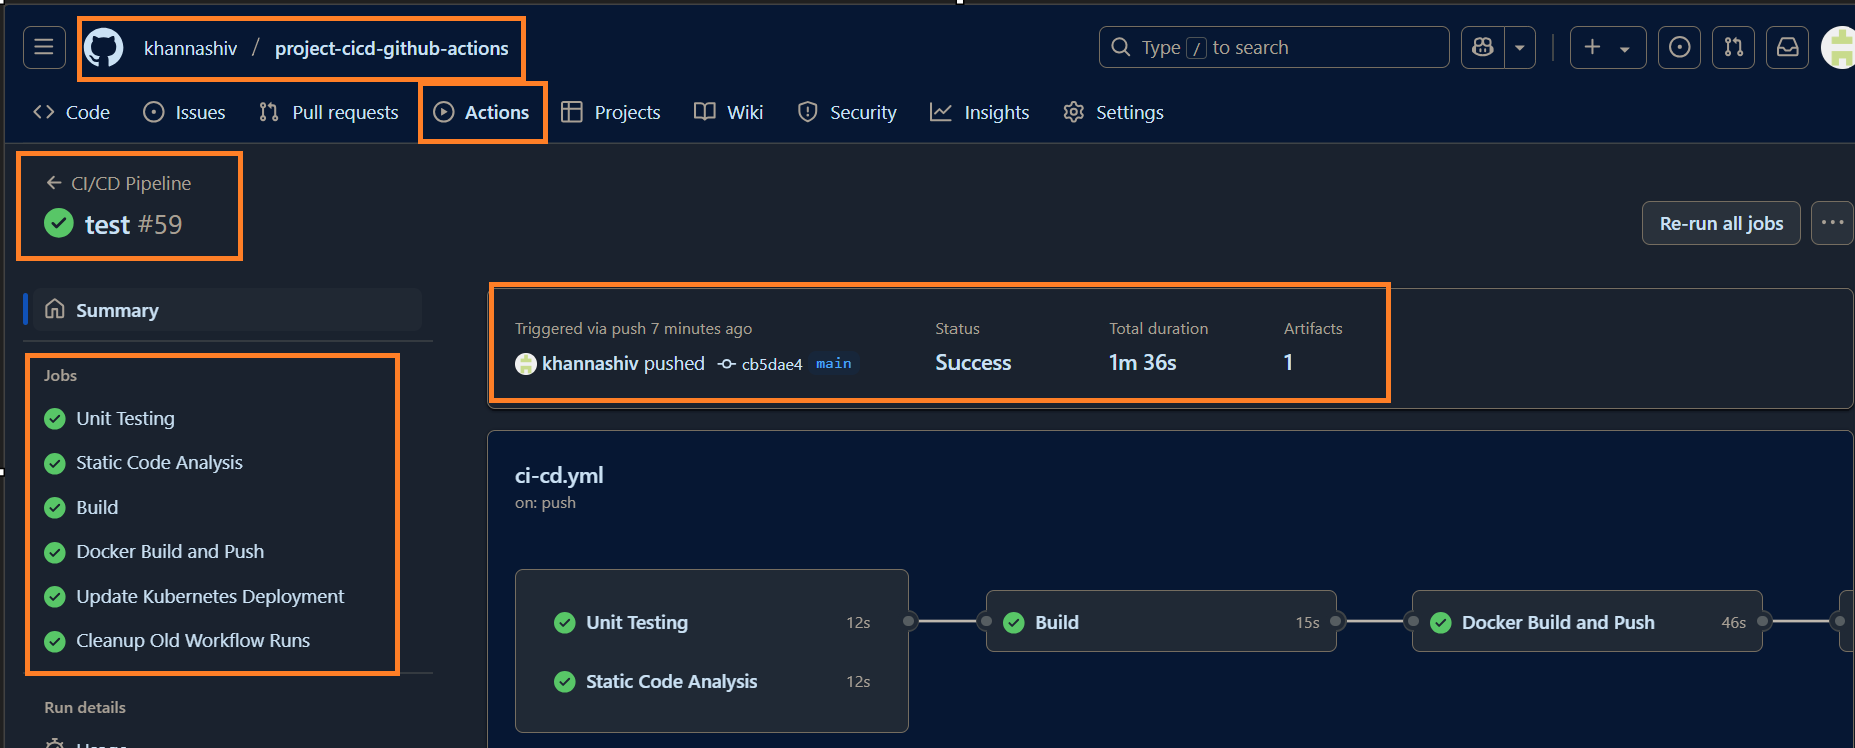 khannashiv / project-cicd-github-actions
Type / to search
Code Issues Pull requests Actions Projects Wiki Security Insights Settings
CI/CD Pipeline
test #59
Re-run all jobs
Summary
Jobs
Unit Testing
Static Code Analysis
Build
Docker Build and Push
Update Kubernetes Deployment
Cleanup Old Workflow Runs
Run details
Triggered via push 7 minutes ago
khannashiv pushed cb5dae4 main
Status
Success
Total duration
1m 36s
Artifacts
1
ci-cd.yml
on: push
Unit Testing 12s
Static Code Analysis 12s
Build 15s
Docker Build and Push 46s